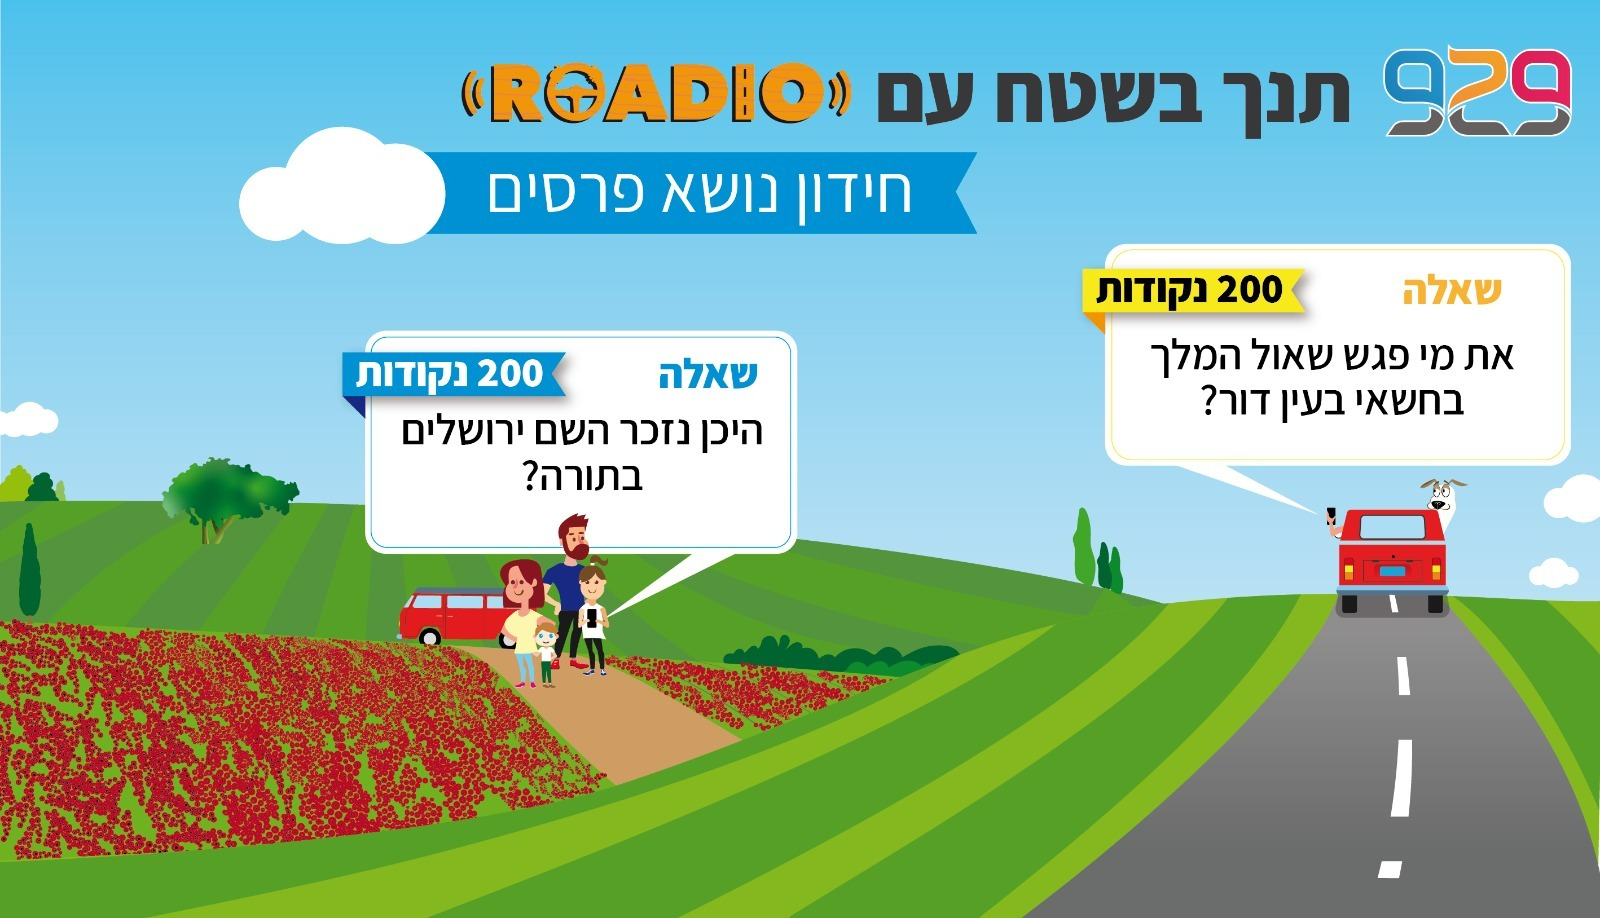 929 תנך בשטח עם ROADIO
חידון נושא פרסים
שאלה
200 נקודות
את מי פגש שאול המלך
בחשאי בעין דור?
שאלה
200 נקודות
היכן נזכר השם ירושלים
בתורה?